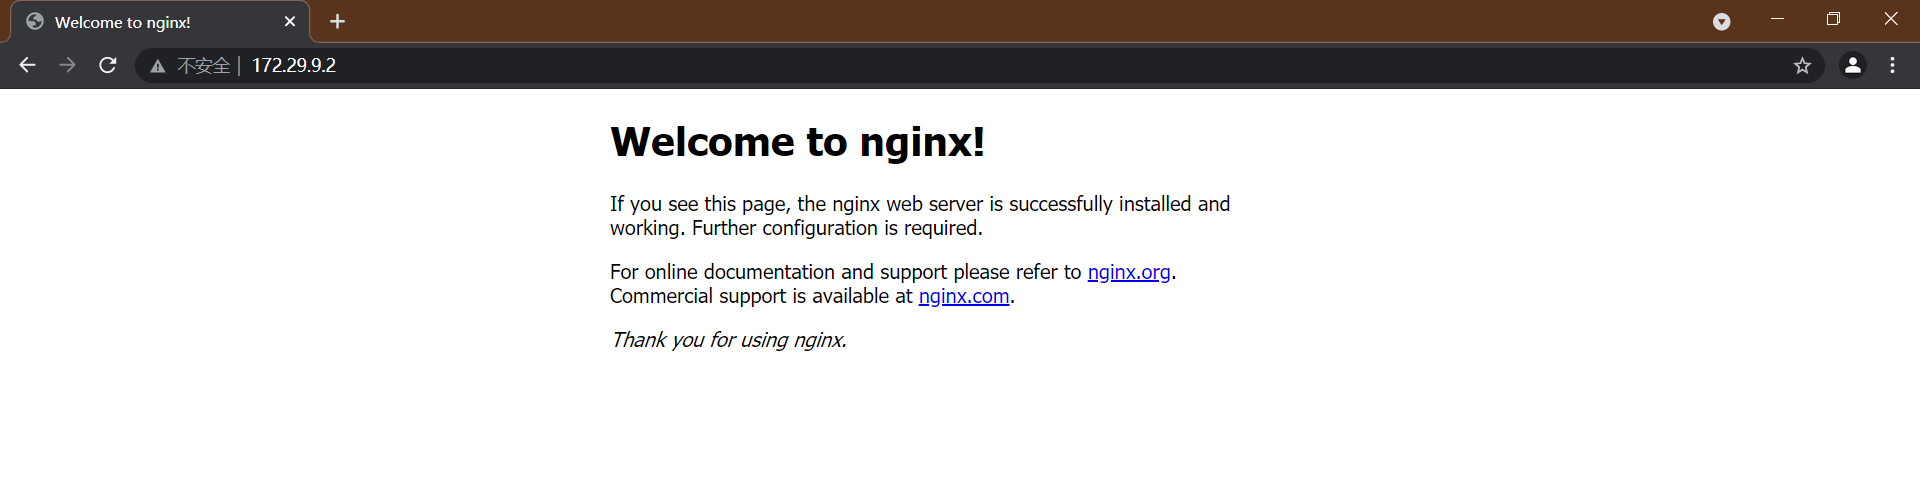 Welcome to nginx!
不安全 172.29.9.2
Welcome to nginx!
If you see this page, the nginx web server is successfully installed and
working. Further configuration is required.
For online documentation and support please refer to nginx.org.
Commercial support is available at nginx.com.
Thank you for using nginx.